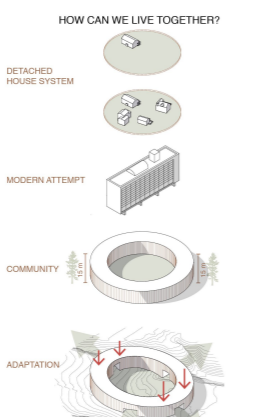 HOW CAN WE LIVE TOGETHER?
DETACHED
HOUSE SYSTEM
MODERN ATTEMPT
COMMUNITY
15 m
15 m
ADAPTATION